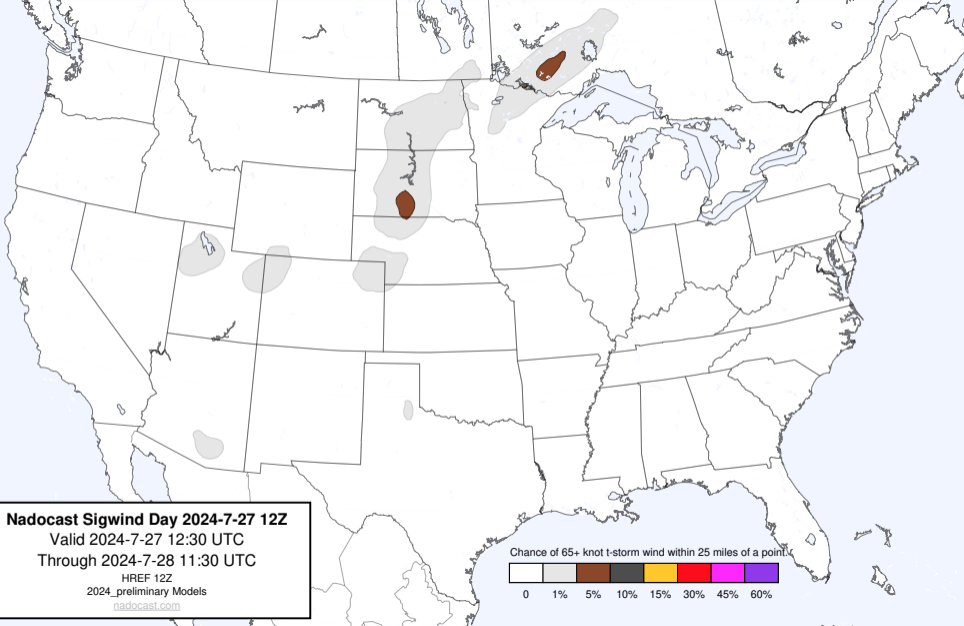 Nadocast Sigwind Day 2024-7-27 12Z
Valid 2024-7-27 12:30 UTC
Through 2024-7-28 11:30 UTC
HREF 12Z
2024_preliminary Models
nadocast.com
Chance of 65+ knot t-storm wind within 25 miles of a point.
0 1% 5% 10% 15% 30% 45% 60%